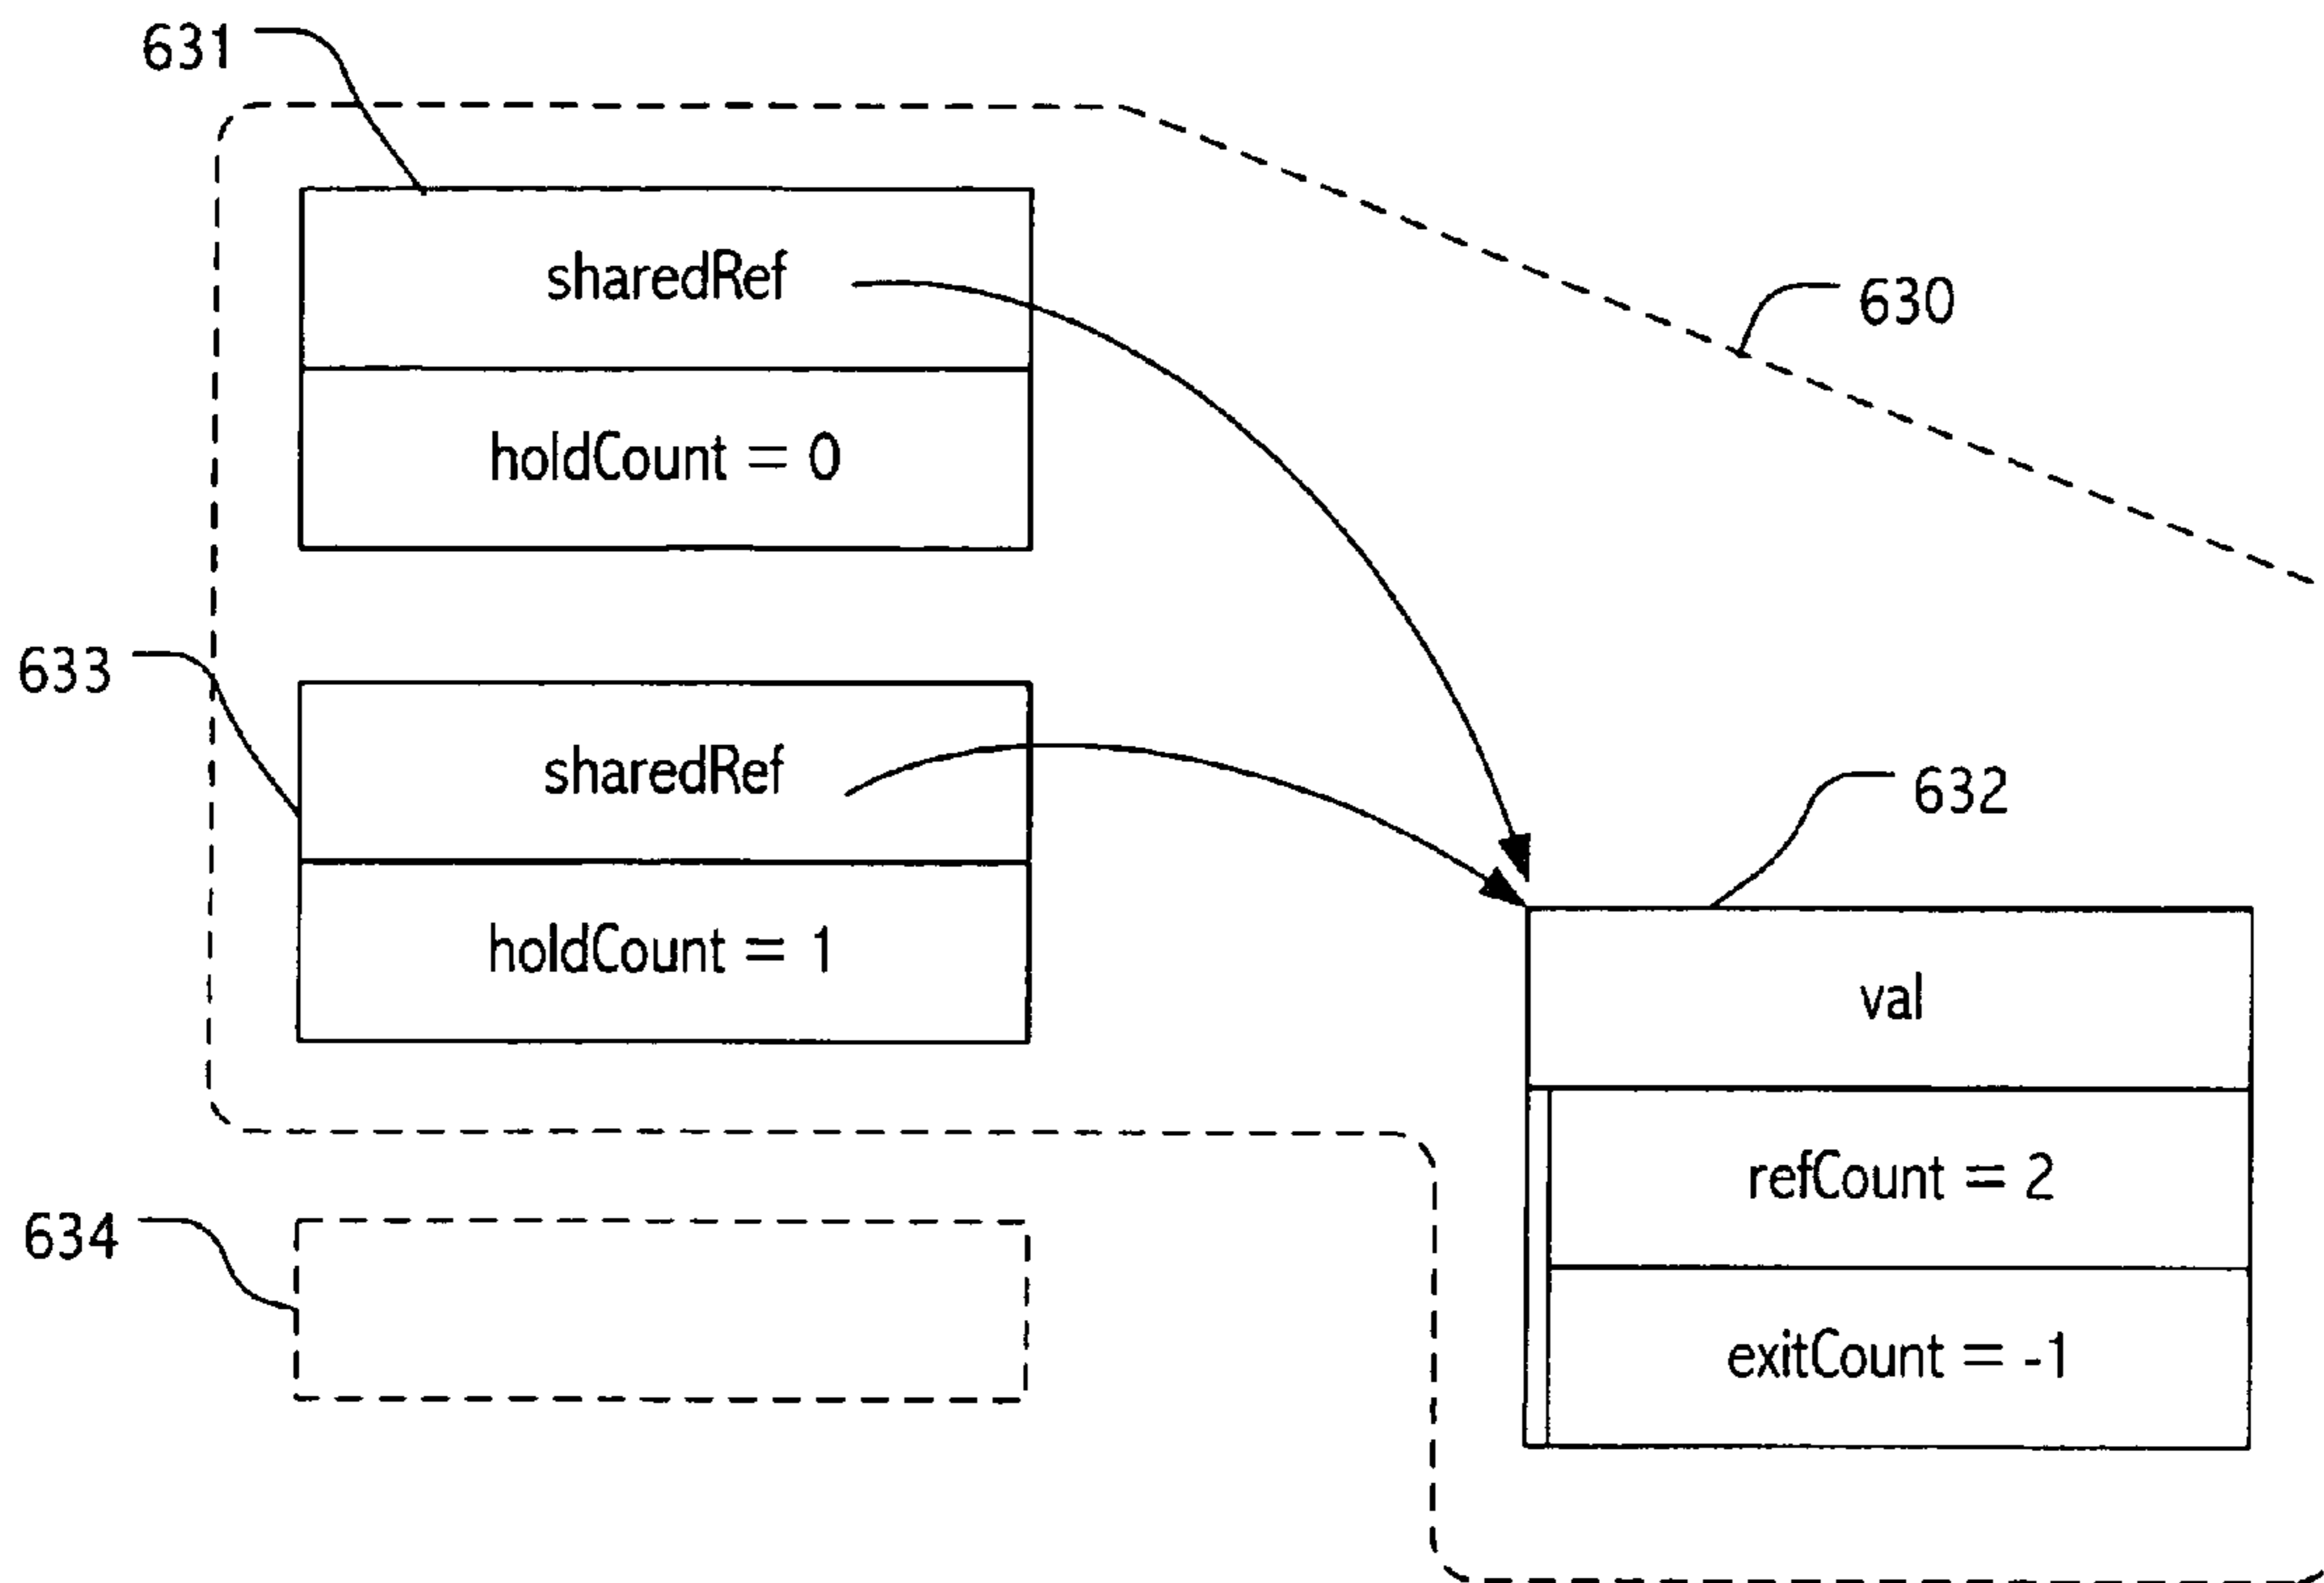 631
sharedRef
630
holdCount = 0
633
sharedRef
632
holdCount = 1
val
refCount = 2
634
exitCount = -1